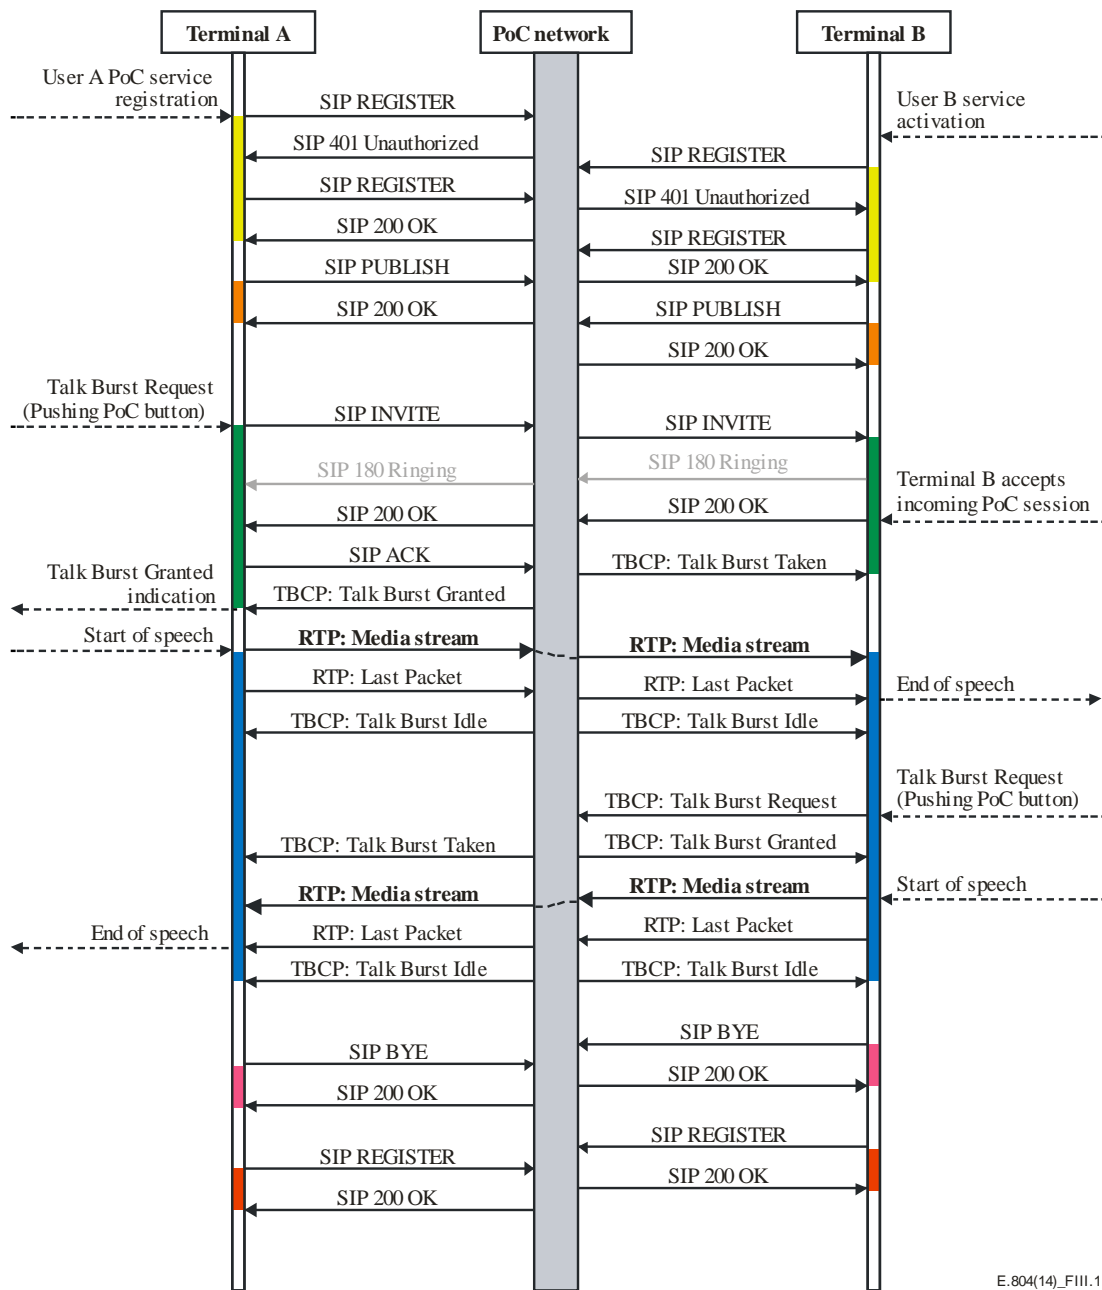 Terminal A
PoC network
Terminal B
User A PoC service
registration
SIP REGISTER
User B service
activation
SIP 401 Unauthorized
SIP REGISTER
SIP REGISTER
SIP 401 Unauthorized
SIP 200 OK
SIP REGISTER
SIP PUBLISH
SIP 200 OK
SIP 200 OK
SIP PUBLISH
SIP 200 OK
Talk Burst Request
(Pushing PoC button)
SIP INVITE
SIP INVITE
SIP 180 Ringing
SIP 180 Ringing
Terminal B accepts
incoming PoC session
SIP 200 OK
SIP 200 OK
SIP ACK
TBCP: Talk Burst Taken
Talk Burst Granted
indication
TBCP: Talk Burst Granted
Start of speech
RTP: Media stream
RTP: Media stream
RTP: Last Packet
RTP: Last Packet
End of speech
TBCP: Talk Burst Idle
TBCP: Talk Burst Idle
Talk Burst Request
(Pushing PoC button)
TBCP: Talk Burst Request
TBCP: Talk Burst Taken
TBCP: Talk Burst Granted
RTP: Media stream
RTP: Media stream
Start of speech
End of speech
RTP: Last Packet
RTP: Last Packet
TBCP: Talk Burst Idle
TBCP: Talk Burst Idle
SIP BYE
SIP BYE
SIP 200 OK
SIP 200 OK
SIP REGISTER
SIP REGISTER
SIP 200 OK
SIP 200 OK
E.804(14)_FIII.1